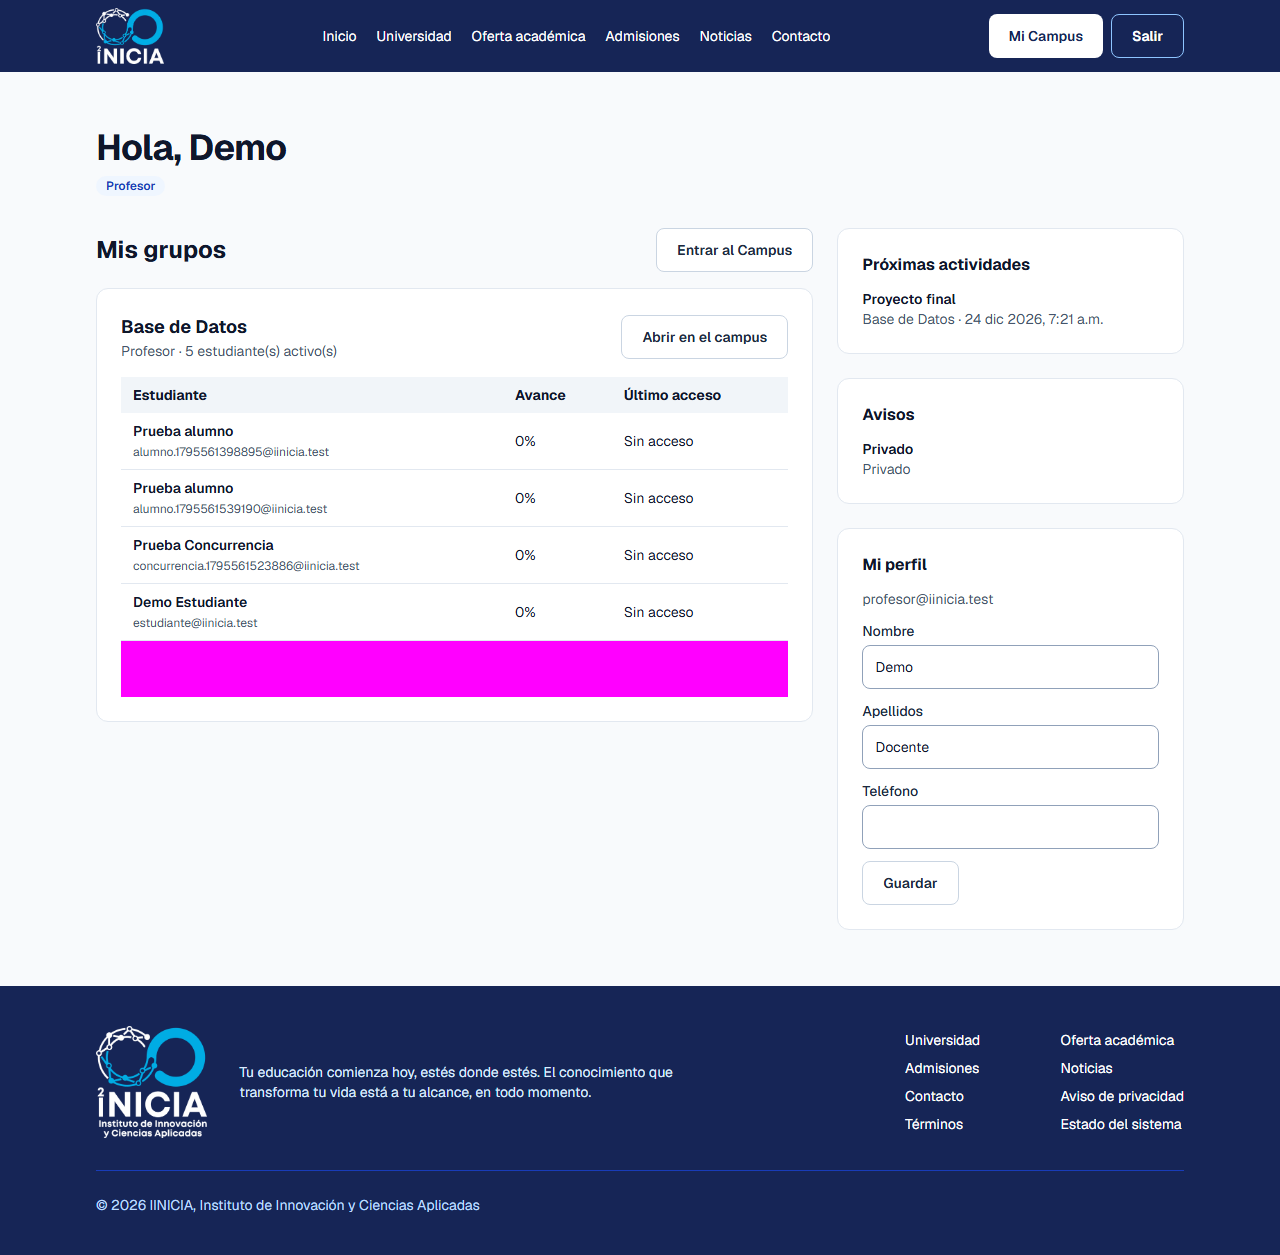 ²iNICIA
Inicio
Universidad
Oferta académica
Admisiones
Noticias
Contacto
Mi Campus
Salir
Hola, Demo
Profesor
Mis grupos
Entrar al Campus
Base de Datos
Profesor · 5 estudiante(s) activo(s)
Abrir en el campus
Estudiante Avance Último acceso
Prueba alumno
alumno.1795561398895@iinicia.test
0% Sin acceso
Prueba alumno
alumno.1795561539190@iinicia.test
0% Sin acceso
Prueba Concurrencia
concurrencia.1795561523886@iinicia.test
0% Sin acceso
Demo Estudiante
estudiante@iinicia.test
0% Sin acceso
Próximas actividades
Proyecto final
Base de Datos · 24 dic 2026, 7:21 a.m.
Avisos
Privado
Privado
Mi perfil
profesor@iinicia.test
Nombre
Demo
Apellidos
Docente
Teléfono
Guardar
²iNICIA
Instituto de Innovación
y Ciencias Aplicadas
Tu educación comienza hoy, estés donde estés. El conocimiento que
transforma tu vida está a tu alcance, en todo momento.
Universidad
Admisiones
Contacto
Términos
Oferta académica
Noticias
Aviso de privacidad
Estado del sistema
© 2026 IINICIA, Instituto de Innovación y Ciencias Aplicadas